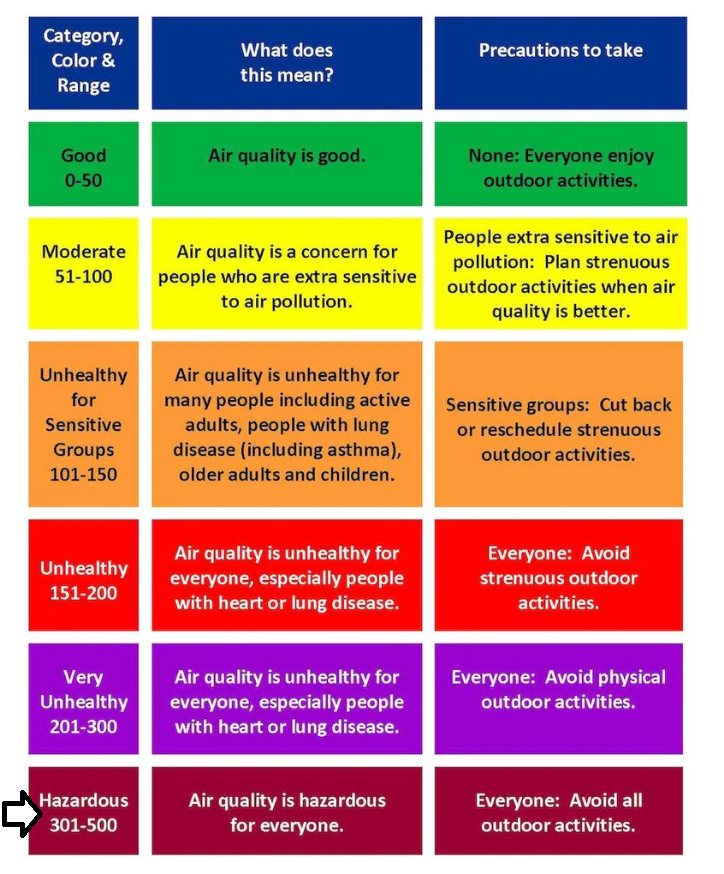 Category,
Color &
Range
What does
this mean?
Precautions to take
Good
0-50
Air quality is good.
None: Everyone enjoy
outdoor activities.
Moderate
51-100
Air quality is a concern for
people who are extra sensitive
to air pollution.
People extra sensitive to air
pollution: Plan strenuous
outdoor activities when air
quality is better.
Unhealthy
for
Sensitive
Groups
101-150
Air quality is unhealthy for
many people including active
adults, people with lung
disease (including asthma),
older adults and children.
Sensitive groups: Cut back
or reschedule strenuous
outdoor activities.
Unhealthy
151-200
Air quality is unhealthy for
everyone, especially people
with heart or lung disease.
Everyone: Avoid
strenuous outdoor
activities.
Very
Unhealthy
201-300
Air quality is unhealthy for
everyone, especially people
with heart or lung disease.
Everyone: Avoid physical
outdoor activities.
Hazardous
301-500
Air quality is hazardous
for everyone.
Everyone: Avoid all
outdoor activities.